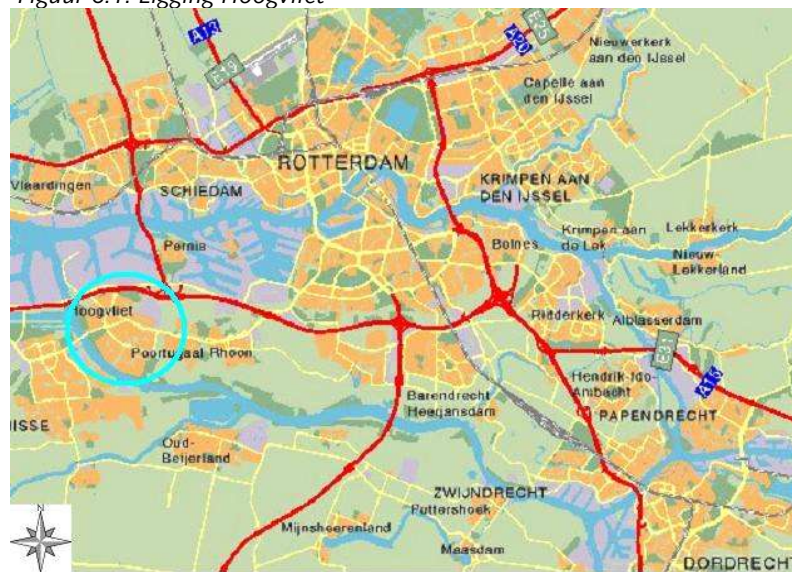 Figuur 6.1: Ligging Hoogvliet
A13
E19
A20
E25
Nieuwerkerk
aan den IJssel
Capelle aan
den IJssel
ROTTERDAM
Vlaardingen
SCHIEDAM
KRIMPEN AAN
DEN IJSSEL
Pernis
Bolnes
Krimpen aan
de Lek
Lekkerkerk
Nieuw-
Lekkerland
Hoogvliet
Poortugaal Rhoon
Ridderkerk
Alblasserdam
E31
A15
Hendrik-Ido-
Ambacht
PAPENDRECHT
Barendrecht
Heerjansdam
NISSE
Oud-
Beijerland
ZWIJNDRECHT
Puttershoek
Mijnsheerenland
Maasdam
DORDRECHT